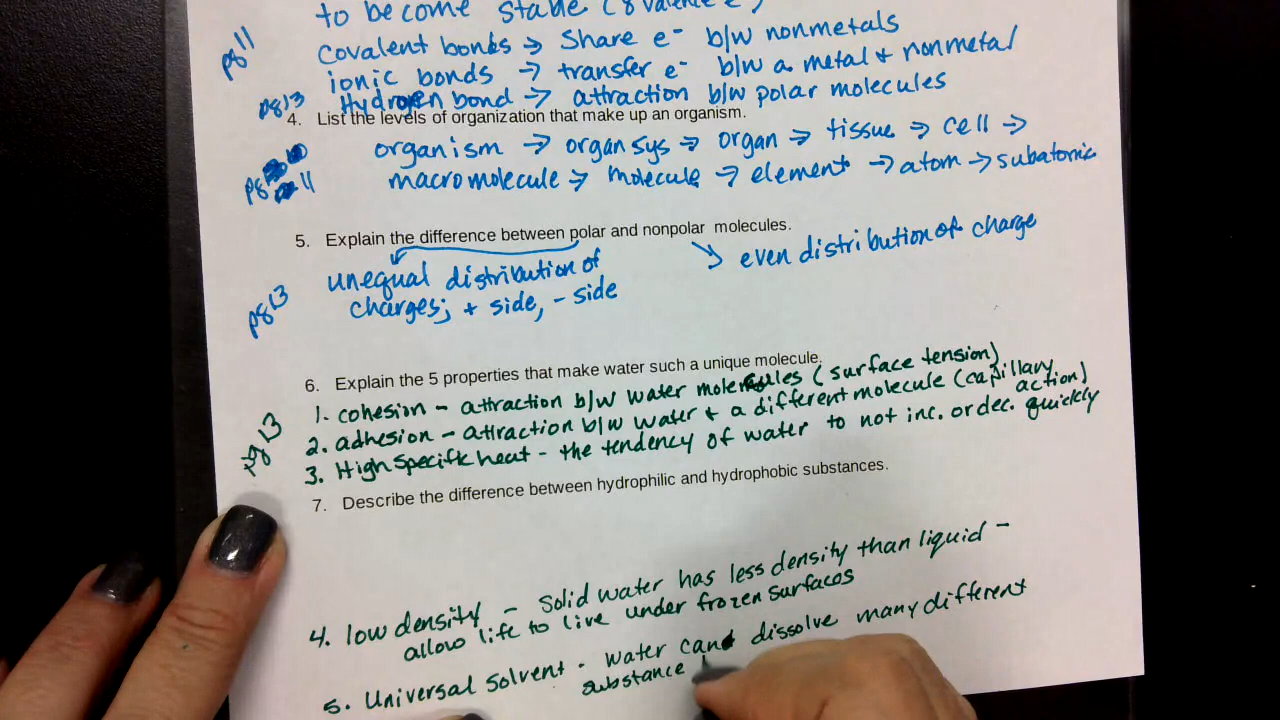 to become stable (8 valence e-)
pg 11 covalent bonds → Share e- b/w nonmetals
ionic bonds → transfer e- b/w a metal + nonmetal
pg 13 Hydrogen bond → attraction b/w polar molecules
4. List the levels of organization that make up an organism.
organism → organ sys → organ → tissue → cell →
pg 11 macromolecule → molecule → element → atom → subatomic
5. Explain the difference between polar and nonpolar molecules.
unequal distribution of
charges; + side, - side
even distribution of charge
pg 13
6. Explain the 5 properties that make water such a unique molecule.
1. cohesion - attraction b/w water molecules (surface tension)
2. adhesion - attraction b/w water + a different molecule (capillary action)
pg 13 3. High Specific heat - the tendency of water to not inc. or dec. quickly
7. Describe the difference between hydrophilic and hydrophobic substances.
4. low density - Solid water has less density than liquid -
allow life to live under frozen surfaces
5. Universal Solvent - water can dissolve many different
substance